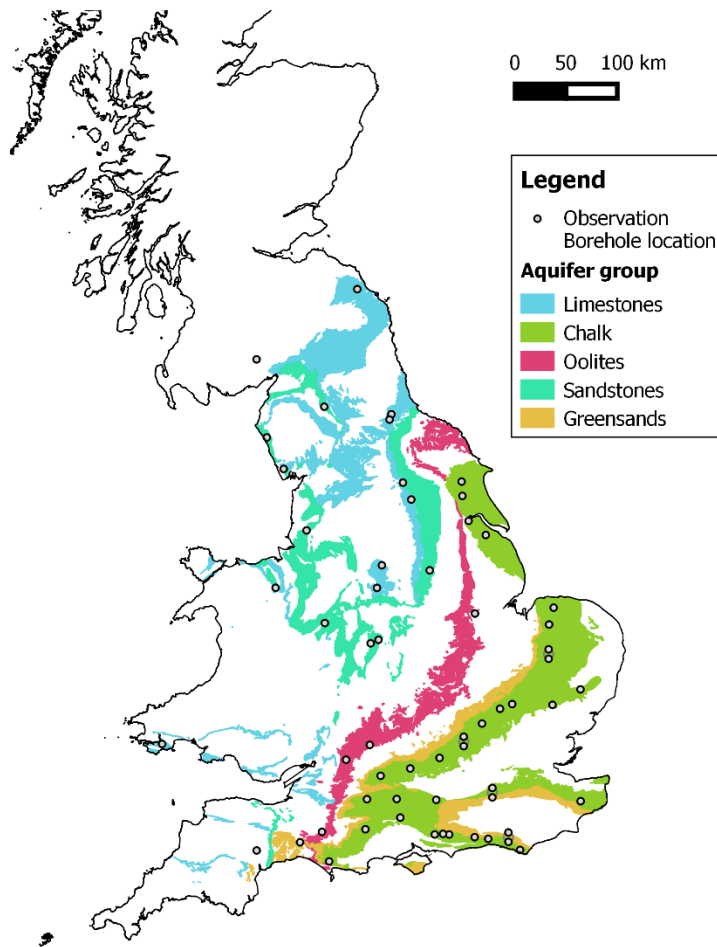 0 50 100 km
Legend
Observation
Borehole location
Aquifer group
Limestones
Chalk
Oolites
Sandstones
Greensands